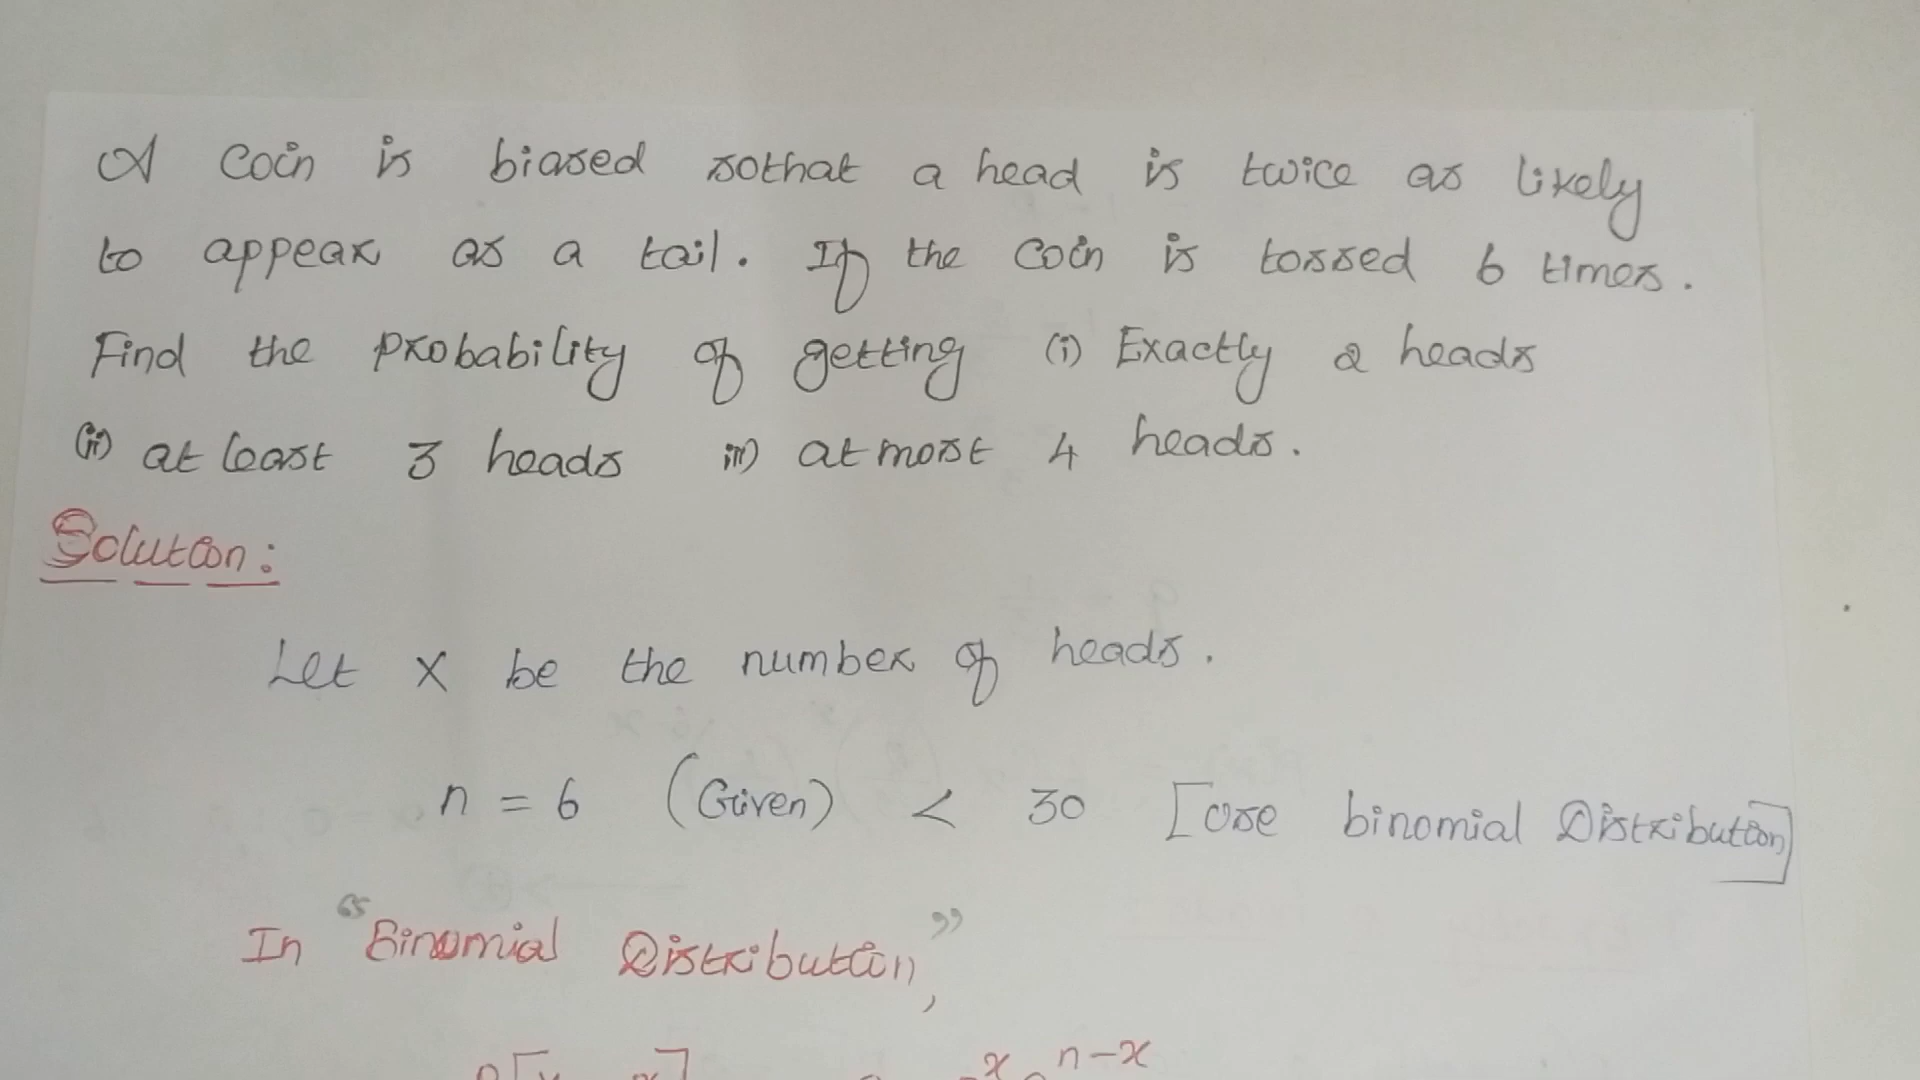 A coin is biased sothat a head is twice as likely
to appear as a tail. If the coin is tossed 6 times.
Find the probability of getting (i) Exactly 2 heads
(ii) at least 3 heads iii) at most 4 heads.
Solution:
Let X be the number of heads.
n = 6 (Given) < 30 [Use binomial Distribution]
In "Binomial Distribution,"
x n-x